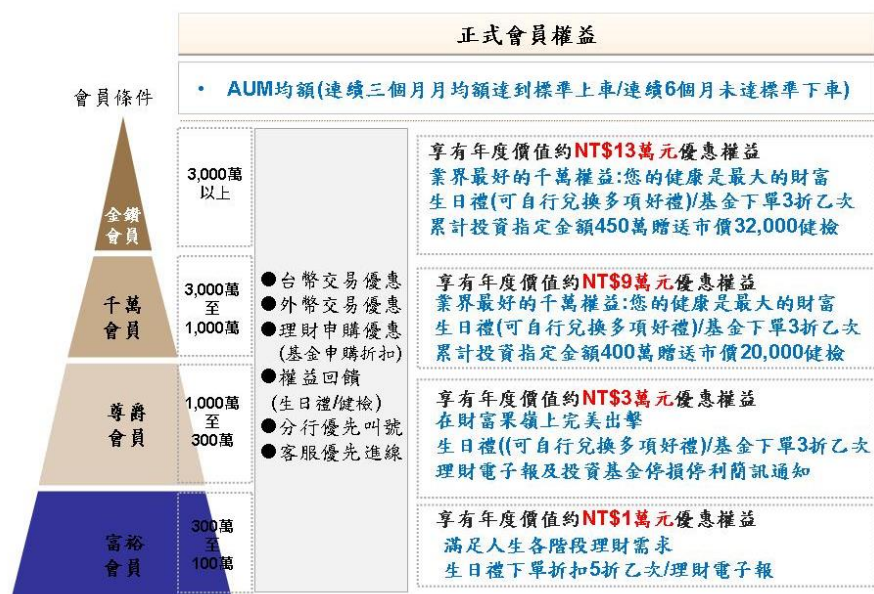 正式會員權益
• AUM均額(連續三個月月均額達到標準上車/連續6個月未達標準下車)
會員條件
金鑽
會員
3,000萬
以上
享有年度價值約NT$13萬元優惠權益
業界最好的千萬權益:您的健康是最大的財富
生日禮(可自行兌換多項好禮)/基金下單3折乙次
累計投資指定金額450萬贈送市價32,000健檢
千萬
會員
3,000萬
至
1,000萬
享有年度價值約NT$9萬元優惠權益
業界最好的千萬權益:您的健康是最大的財富
生日禮(可自行兌換多項好禮)/基金下單3折乙次
累計投資指定金額400萬贈送市價20,000健檢
尊爵
會員
1,000萬
至
300萬
享有年度價值約NT$3萬元優惠權益
在財富果嶺上完美出擊
生日禮((可自行兌換多項好禮)/基金下單3折乙次
理財電子報及投資基金停損停利簡訊通知
富裕
會員
300萬
至
100萬
享有年度價值約NT$1萬元優惠權益
滿足人生各階段理財需求
生日禮下單折扣5折乙次/理財電子報
●台幣交易優惠
●外幣交易優惠
●理財申購優惠
(基金申購折扣)
●權益回饋
(生日禮/健檢)
●分行優先叫號
●客服優先進線